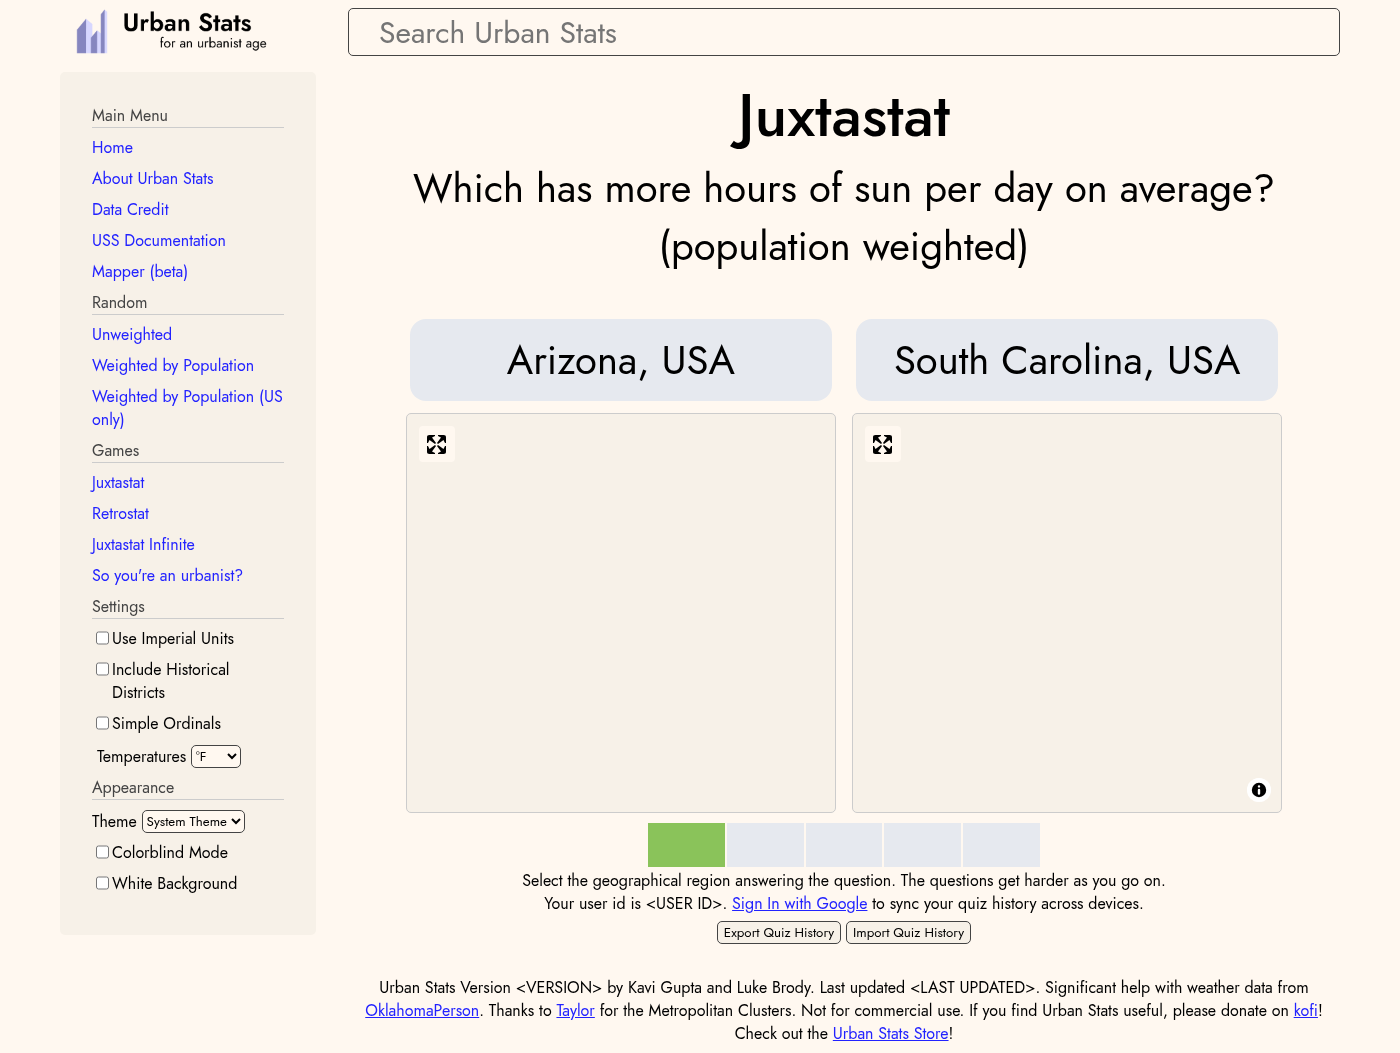 Urban Stats
for an urbanist age
Search Urban Stats
Main Menu
Home
About Urban Stats
Data Credit
USS Documentation
Mapper (beta)
Random
Unweighted
Weighted by Population
Weighted by Population (US
only)
Games
Juxtastat
Retrostat
Juxtastat Infinite
So you're an urbanist?
Settings
Use Imperial Units
Include Historical
Districts
Simple Ordinals
Temperatures °F
Appearance
Theme System Theme
Colorblind Mode
White Background
Juxtastat
Which has more hours of sun per day on average?
(population weighted)
Arizona, USA
South Carolina, USA
Select the geographical region answering the question. The questions get harder as you go on.
Your user id is <USER ID>. Sign In with Google to sync your quiz history across devices.
Export Quiz History Import Quiz History
Urban Stats Version <VERSION> by Kavi Gupta and Luke Brody. Last updated <LAST UPDATED>. Significant help with weather data from
OklahomaPerson. Thanks to Taylor for the Metropolitan Clusters. Not for commercial use. If you find Urban Stats useful, please donate on kofi!
Check out the Urban Stats Store!